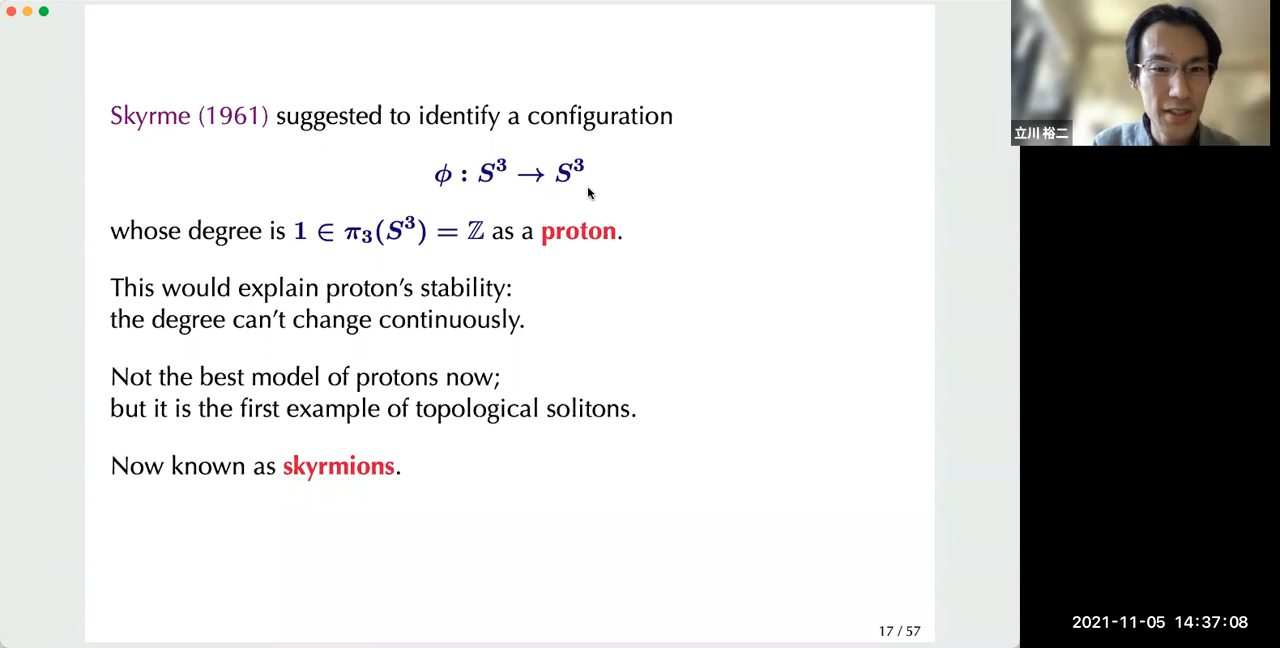 Skyrme (1961) suggested to identify a configuration
ϕ : S³ → S³
whose degree is 1 ∈ π₃(S³) = ℤ as a proton.
This would explain proton’s stability:
the degree can’t change continuously.
Not the best model of protons now;
but it is the first example of topological solitons.
Now known as skyrmions.
17 / 57
立川 裕二
2021-11-05 14:37:08